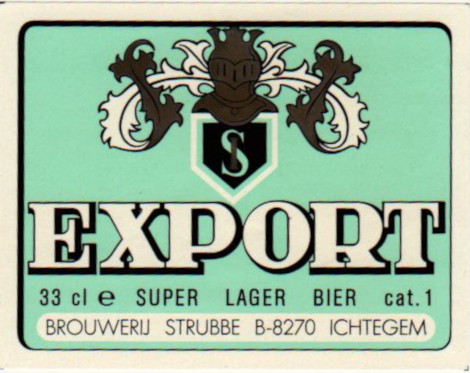 S
EXPORT
33 cl e SUPER LAGER BIER cat. 1
BROUWERIJ STRUBBE B-8270 ICHTEGEM